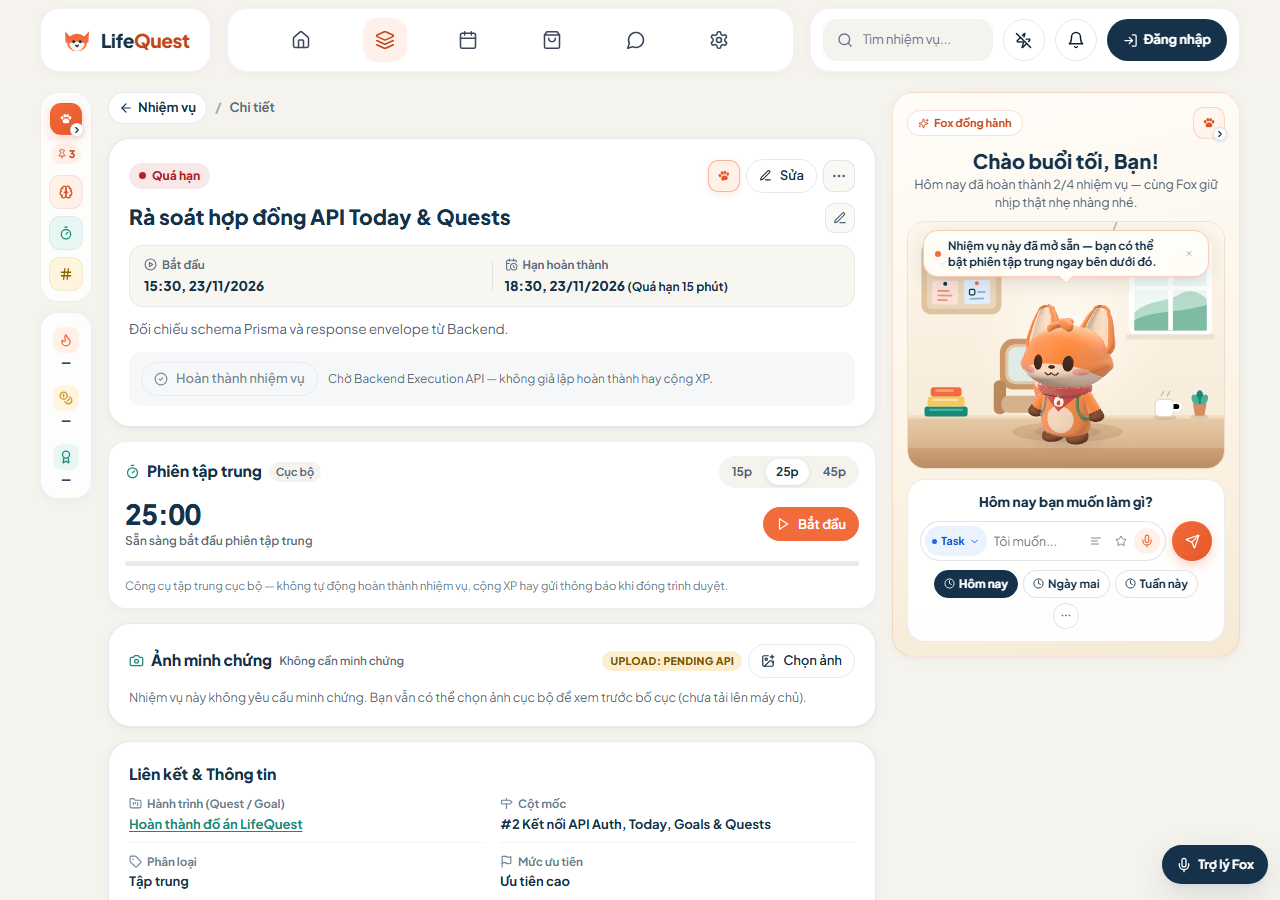 LifeQuest
Tìm nhiệm vụ...
Đăng nhập
3
Nhiệm vụ / Chi tiết
Quá hạn
Sửa
Rà soát hợp đồng API Today & Quests
Bắt đầu
15:30, 23/11/2026
Hạn hoàn thành
18:30, 23/11/2026 (Quá hạn 15 phút)
Đối chiếu schema Prisma và response envelope từ Backend.
Hoàn thành nhiệm vụ
Chờ Backend Execution API — không giả lập hoàn thành hay cộng XP.
Phiên tập trung
Cục bộ
15p
25p
45p
25:00
Sẵn sàng bắt đầu phiên tập trung
Bắt đầu
Công cụ tập trung cục bộ — không tự động hoàn thành nhiệm vụ, cộng XP hay gửi thông báo khi đóng trình duyệt.
Ảnh minh chứng
Không cần minh chứng
UPLOAD: PENDING API
Chọn ảnh
Nhiệm vụ này không yêu cầu minh chứng. Bạn vẫn có thể chọn ảnh cục bộ để xem trước bố cục (chưa tải lên máy chủ).
Liên kết & Thông tin
Hành trình (Quest / Goal)
Hoàn thành đồ án LifeQuest
Cột mốc
#2 Kết nối API Auth, Today, Goals & Quests
Phân loại
Tập trung
Mức ưu tiên
Ưu tiên cao
Fox đồng hành
Chào buổi tối, Bạn!
Hôm nay đã hoàn thành 2/4 nhiệm vụ — cùng Fox giữ
nhịp thật nhẹ nhàng nhé.
Nhiệm vụ này đã mở sẵn — bạn có thể
bật phiên tập trung ngay bên dưới đó.
Hôm nay bạn muốn làm gì?
Task
Tôi muốn...
Hôm nay
Ngày mai
Tuần này
Trợ lý Fox